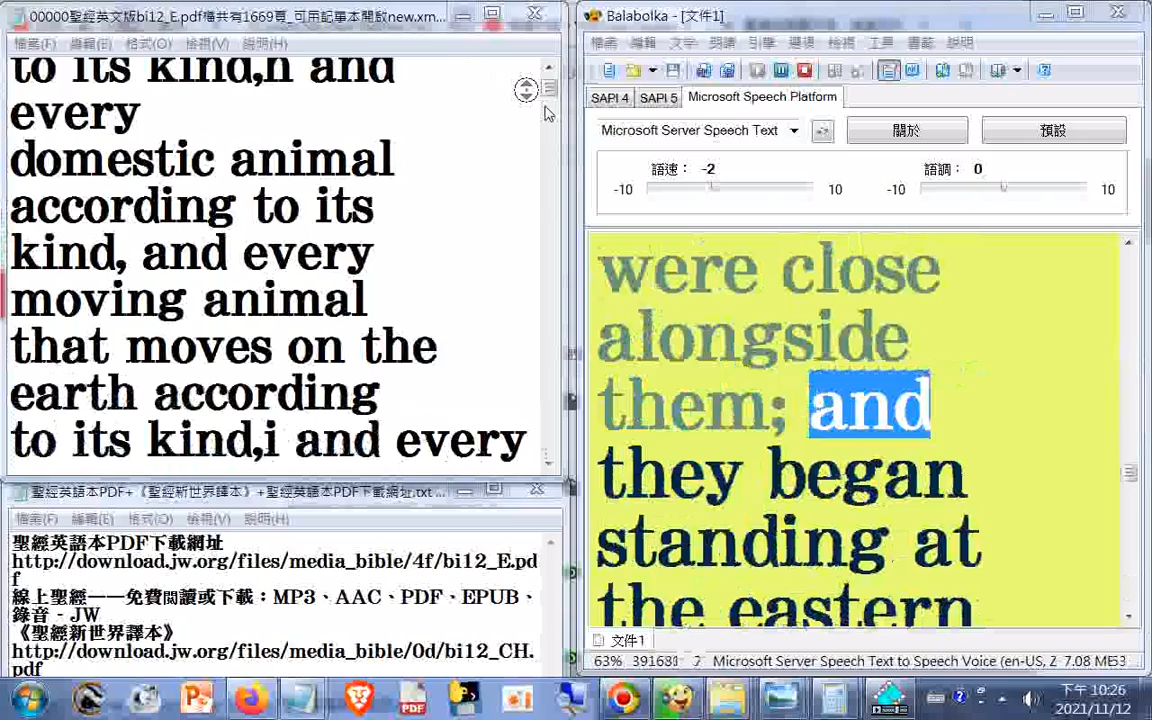 00000聖經英文版bi12_E.pdf檔共有1669頁_可用記事本開啟new.xm...
檔案(F) 編輯(E) 格式(O) 檢視(V) 說明(H)
to its kind,h and
every
domestic animal
according to its
kind, and every
moving animal
that moves on the
earth according
to its kind,i and every
聖經英語本PDF+《聖經新世界譯本》+聖經英語本PDF下載網址.txt ...
檔案(F) 編輯(E) 格式(O) 檢視(V) 說明(H)
聖經英語本PDF下載網址
http://download.jw.org/files/media_bible/4f/bi12_E.pd
f
線上聖經——免費閱讀或下載：MP3、AAC、PDF、EPUB、
錄音 - JW
《聖經新世界譯本》
http://download.jw.org/files/media_bible/0d/bi12_CH.
pdf
Balabolka - [文件1]
檔案 編輯 文字 朗讀 引擎 選項 檢視 工具 書籤 說明
SAPI 4 SAPI 5 Microsoft Speech Platform
Microsoft Server Speech Text 關於 預設
語速： -2 語調： 0
-10 10 -10 10
were close
alongside
them; and
they began
standing at
the eastern
文件1
63% Microsoft Server Speech Text to Speech Voice (en-US, Z 7.08 ME
下午 10:26
2021/11/12